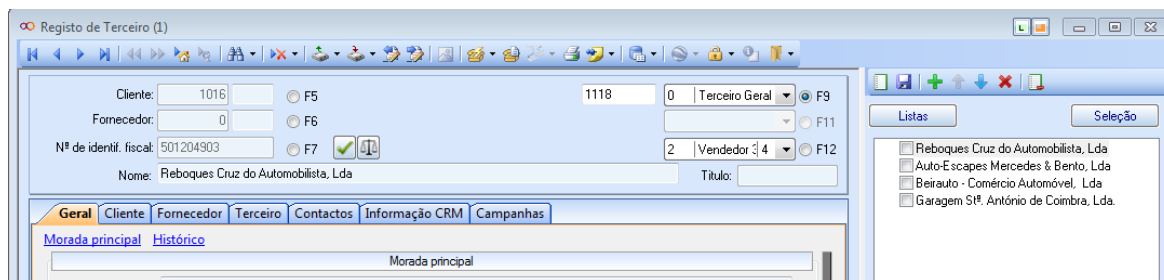 Registo de Terceiro (1)
L
Cliente: 1016 F5 1118 0 Terceiro Geral F9
Fornecedor: 0 F6 F11
Nª de identif. fiscal: 501204903 F7 2 Vendedor 3 4 F12
Nome: Reboques Cruz do Automobilista, Lda Titulo:
Geral Cliente Fornecedor Terceiro Contactos Informação CRM Campanhas
Morada principal Histórico
Morada principal
Listas Seleção
Reboques Cruz do Automobilista, Lda
Auto-Escapes Mercedes & Bento, Lda
Beirauto - Comércio Automóvel, Lda
Garagem Stª. António de Coimbra, Lda.